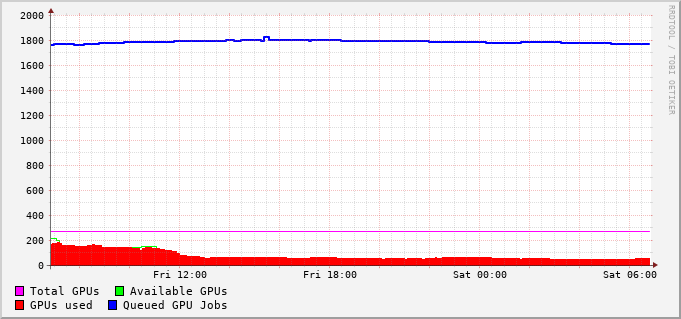 RRDTOOL / TOBI OETIKER
2000
1800
1600
1400
1200
1000
800
600
400
200
0
Fri 12:00 Fri 18:00 Sat 00:00 Sat 06:00
Total GPUs Available GPUs
GPUs used Queued GPU Jobs